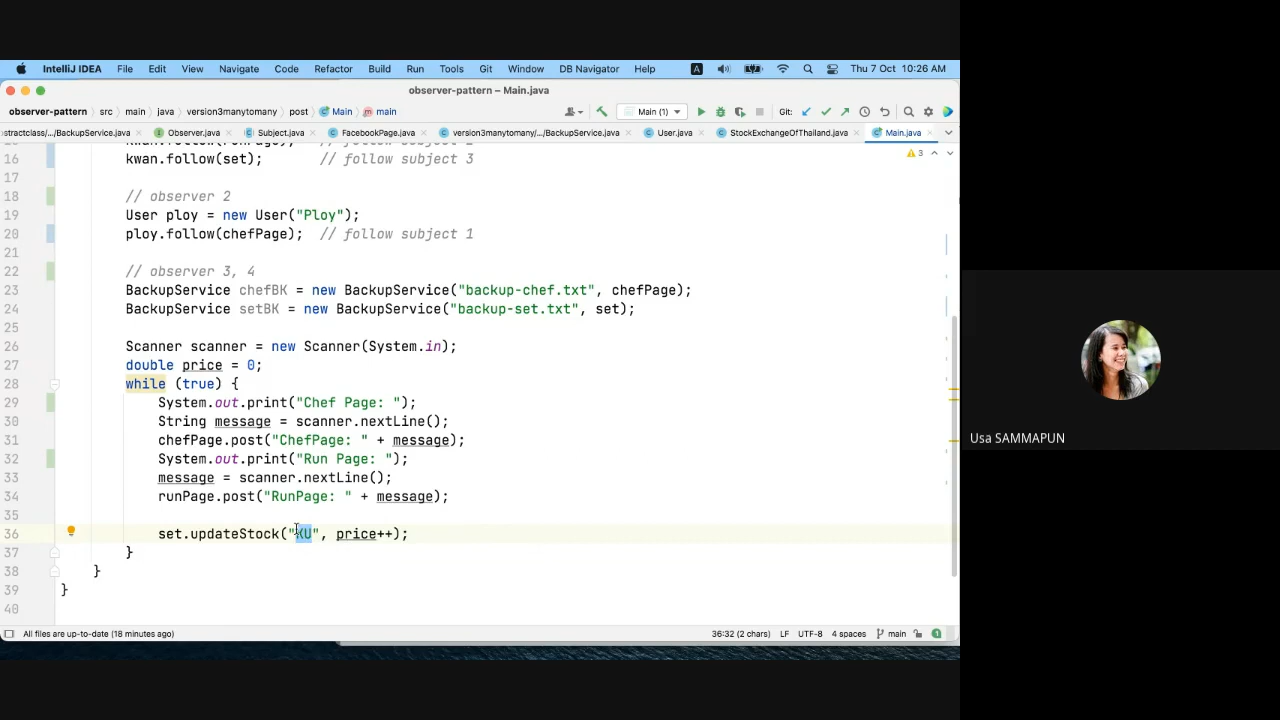 IntelliJ IDEA File Edit View Navigate Code Refactor Build Run Tools Git Window DB Navigator Help A Thu 7 Oct 10:26 AM
observer-pattern – Main.java
observer-pattern src main java version3manytomany post Main main Main (1) Git:
stractclass/.../BackupService.java Observer.java Subject.java FacebookPage.java version3manytomany/.../BackupService.java User.java StockExchangeOfThailand.java Main.java
16 kwan.follow(set); // follow subject 3 3
17
18 // observer 2
19 User ploy = new User("Ploy");
20 ploy.follow(chefPage); // follow subject 1
21
22 // observer 3, 4
23 BackupService chefBK = new BackupService("backup-chef.txt", chefPage);
24 BackupService setBK = new BackupService("backup-set.txt", set);
25
26 Scanner scanner = new Scanner(System.in);
27 double price = 0;
28 while (true) {
29 System.out.print("Chef Page: ");
30 String message = scanner.nextLine();
31 chefPage.post("ChefPage: " + message);
32 System.out.print("Run Page: ");
33 message = scanner.nextLine();
34 runPage.post("RunPage: " + message);
35
36 set.updateStock("KU", price++);
37 }
38 }
39 }
40
All files are up-to-date (18 minutes ago) 36:32 (2 chars) LF UTF-8 4 spaces main 1
Usa SAMMAPUN